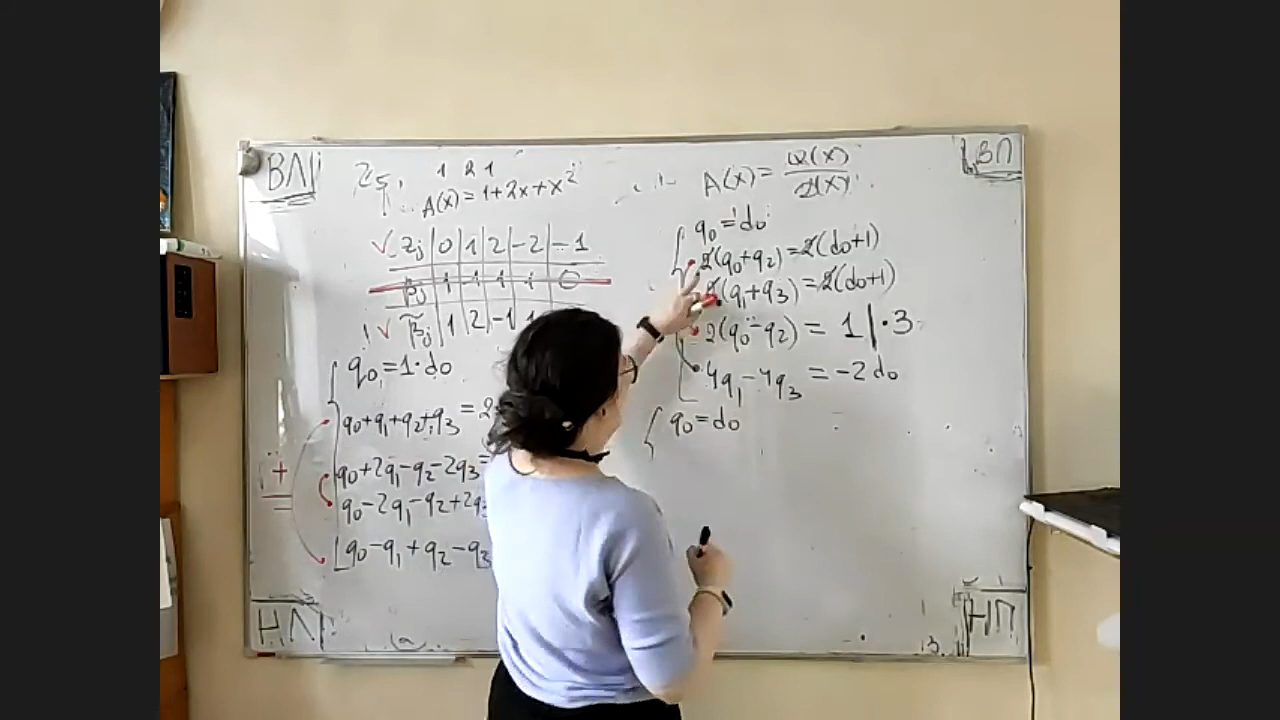 ВЛ
Z₅.
1 2 1
A(x)=1+2x+x²
✓ zⱼ | 0 | 1 | 2 | -2 | -1
pⱼ | 1 | -1 | -1 | 1 | 0
! ✓ p̃ⱼ | 1 | 2 | -1 | 1
q₀=1·d₀
q₀+q₁+q₂+q₃=2
q₀+2q₁-q₂-2q₃=
q₀-2q₁-q₂+2q₃
q₀-q₁+q₂-q₃
+
НЛ
ВП
A(x)=Q(x)/d(x)
q₀=d₀
2(q₀+q₂)=2(d₀+1)
2(q₁+q₃)=2(d₀+1)
2(q₀-q₂)=1|·3
4q₁-4q₃=-2d₀
q₀=d₀
НП